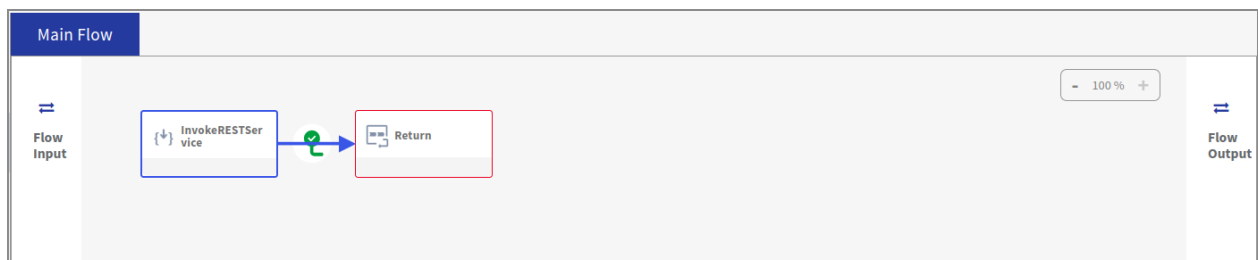 Main Flow
- 100 % +
Flow
Input
InvokeRESTSer
vice
Return
Flow
Output